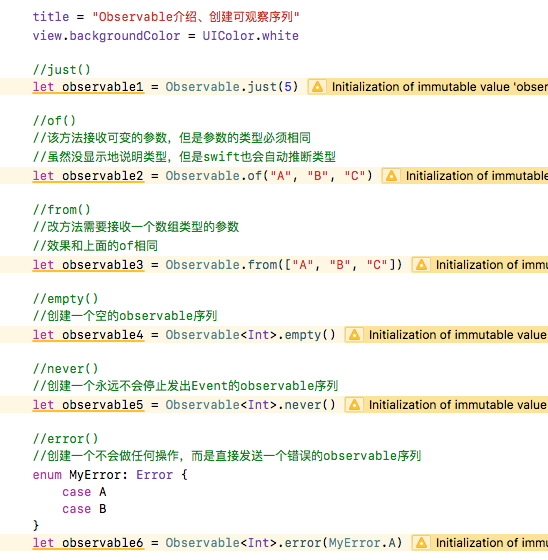 title = "Observable介绍、创建可观察序列"
view.backgroundColor = UIColor.white
//just()
let observable1 = Observable.just(5) Initialization of immutable value 'obser
//of()
//该方法接收可变的参数，但是参数的类型必须相同
//虽然没显示地说明类型，但是swift也会自动推断类型
let observable2 = Observable.of("A", "B", "C") Initialization of immutable
//from()
//改方法需要接收一个数组类型的参数
//效果和上面的of相同
let observable3 = Observable.from(["A", "B", "C"]) Initialization of immu
//empty()
//创建一个空的observable序列
let observable4 = Observable<Int>.empty() Initialization of immutable value
//never()
//创建一个永远不会停止发出Event的observable序列
let observable5 = Observable<Int>.never() Initialization of immutable value
//error()
//创建一个不会做任何操作，而是直接发送一个错误的observable序列
enum MyError: Error {
case A
case B
}
let observable6 = Observable<Int>.error(MyError.A) Initialization of immu